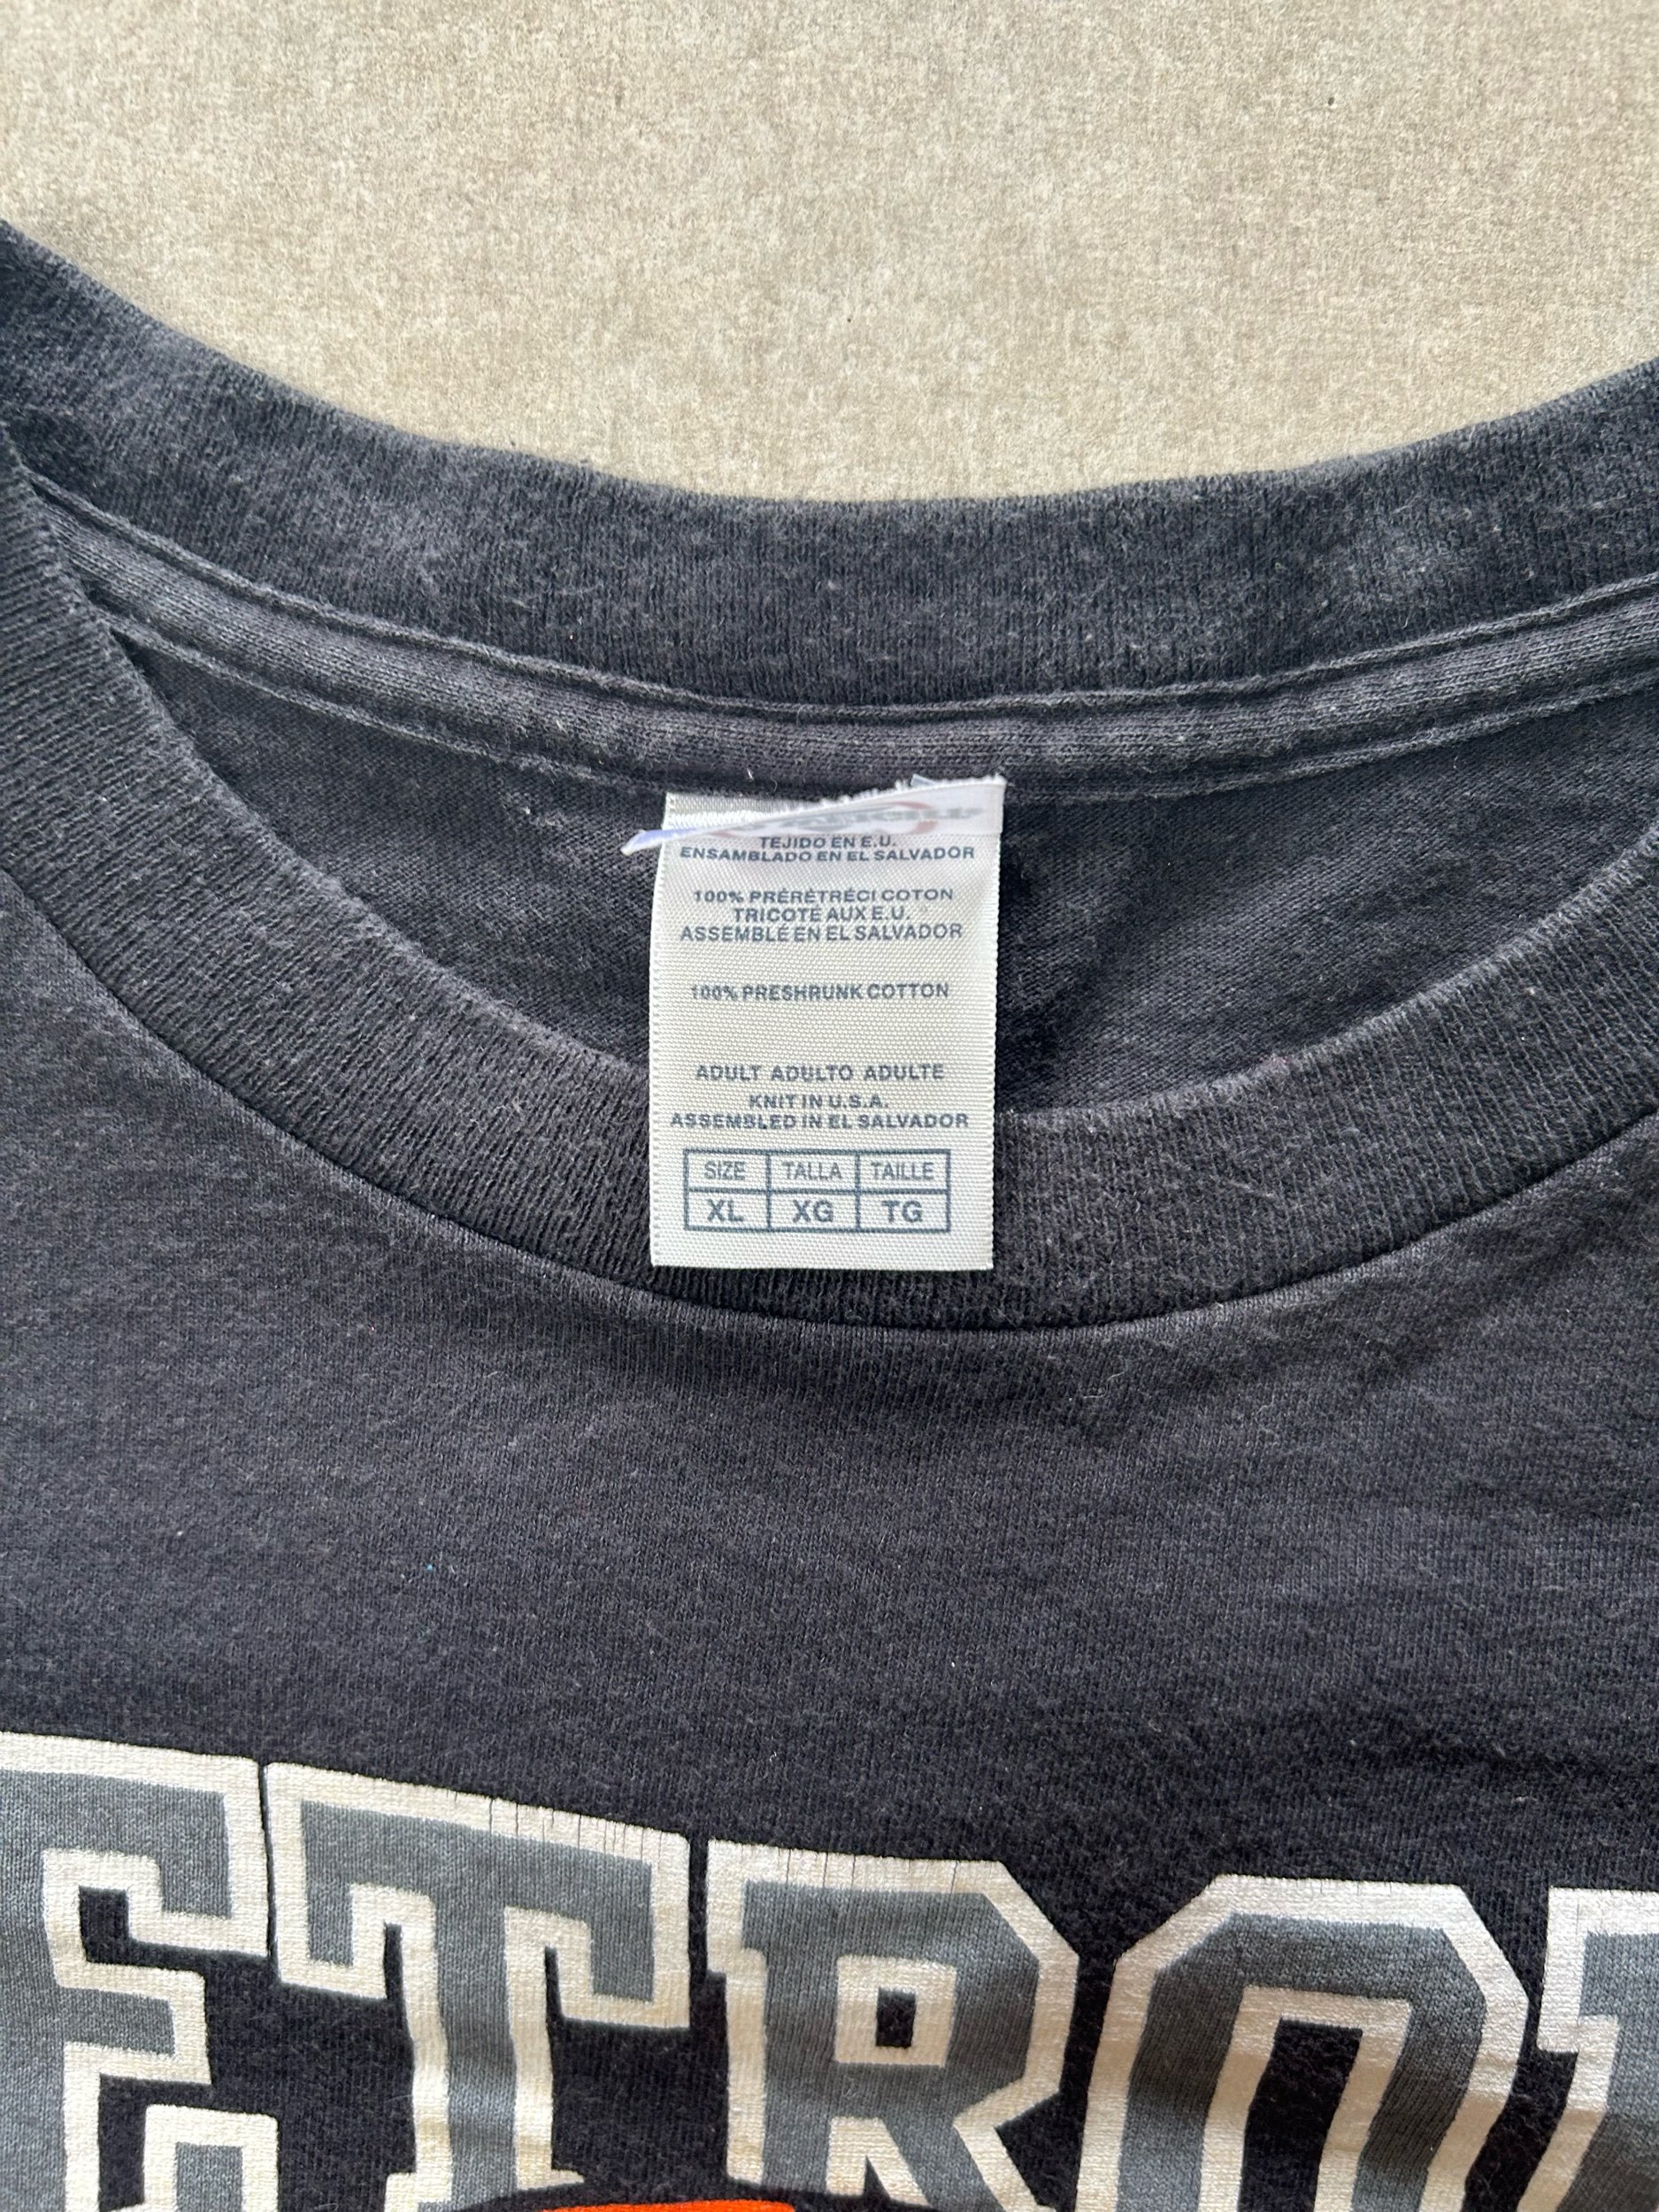 TEJIDO EN E.U.
ENSAMBLADO EN EL SALVADOR
100% PRÉRÉTRÉCI COTON
TRICOTÉ AUX E.U.
ASSEMBLÉ EN EL SALVADOR
100% PRESHRUNK COTTON
ADULT ADULTO ADULTE
KNIT IN U.S.A.
ASSEMBLED IN EL SALVADOR
SIZE TALLA TAILLE
XL XG TG
ETRO